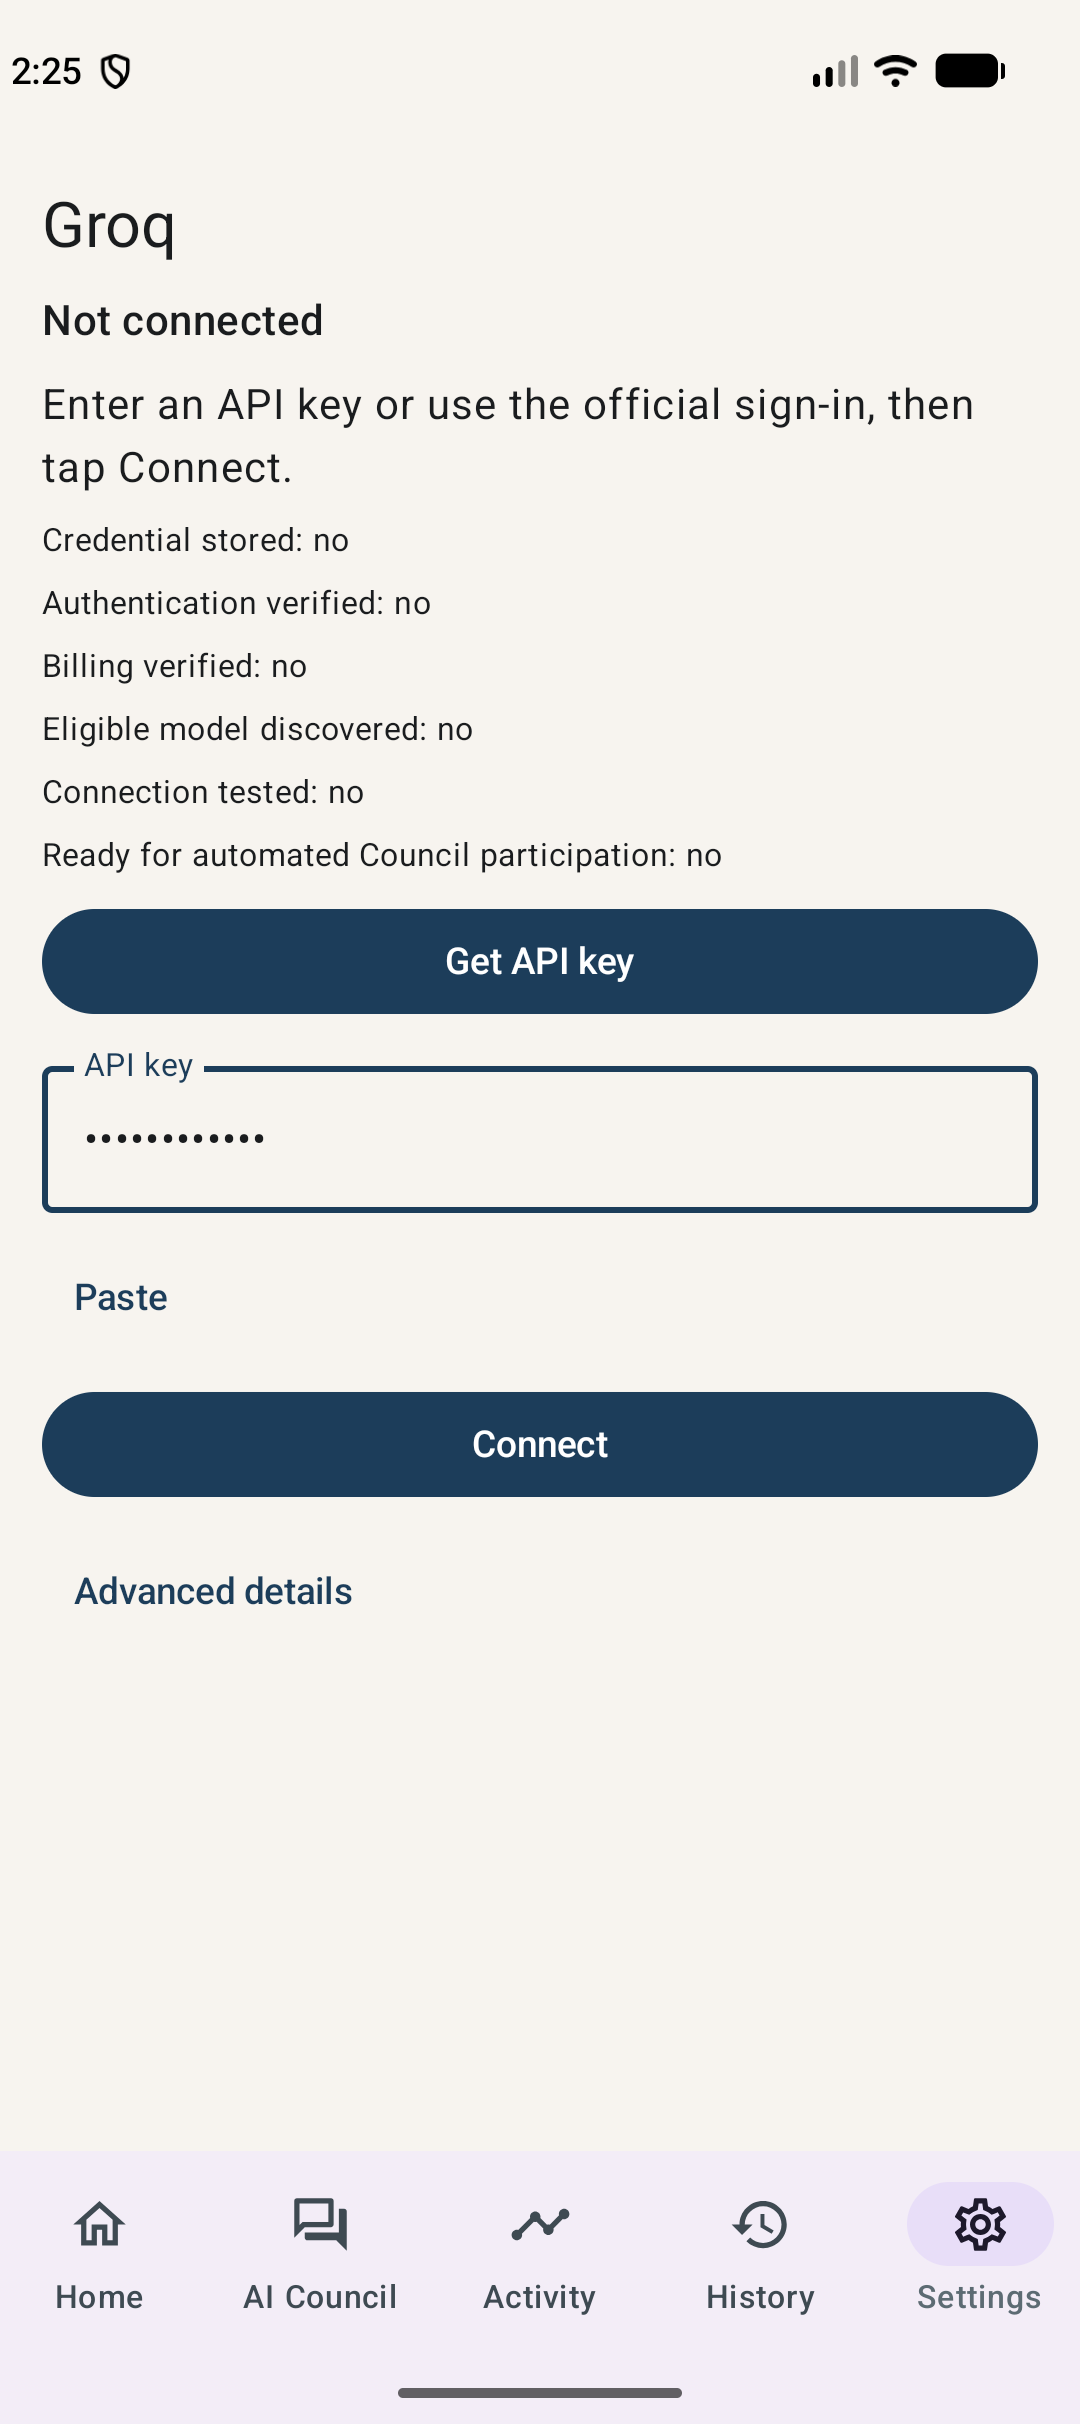 2:25
Groq
Not connected
Enter an API key or use the official sign-in, then
tap Connect.
Credential stored: no
Authentication verified: no
Billing verified: no
Eligible model discovered: no
Connection tested: no
Ready for automated Council participation: no
Get API key
API key
••••••••••••
Paste
Connect
Advanced details
Home
AI Council
Activity
History
Settings